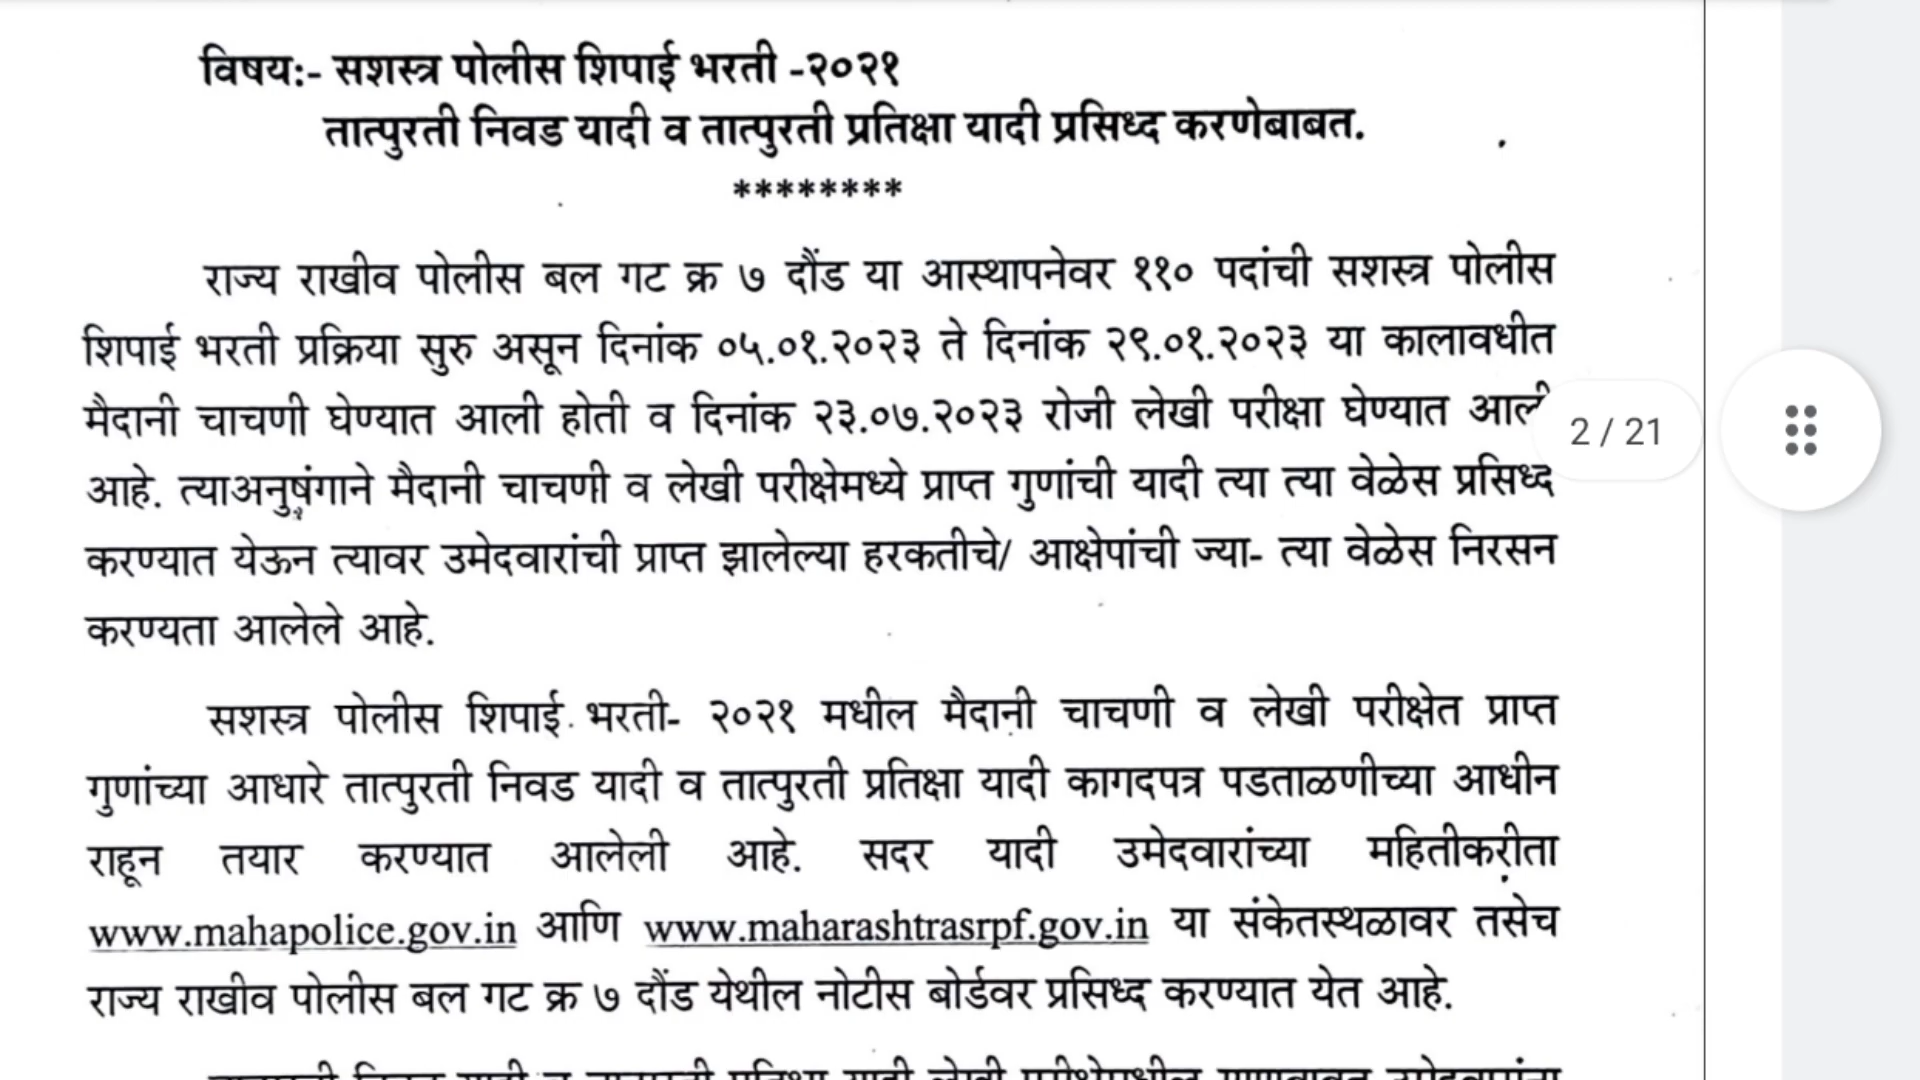 विषय:- सशस्त्र पोलीस शिपाई भरती -२०२१
तात्पुरती निवड यादी व तात्पुरती प्रतिक्षा यादी प्रसिध्द करणेबाबत.
********
राज्य राखीव पोलीस बल गट क्र ७ दौंड या आस्थापनेवर ११० पदांची सशस्त्र पोलीस
शिपाई भरती प्रक्रिया सुरु असून दिनांक ०५.०१.२०२३ ते दिनांक २९.०१.२०२३ या कालावधीत
मैदानी चाचणी घेण्यात आली होती व दिनांक २३.०७.२०२३ रोजी लेखी परीक्षा घेण्यात आली
2 / 21
आहे. त्याअनुषंगाने मैदानी चाचणी व लेखी परीक्षेमध्ये प्राप्त गुणांची यादी त्या त्या वेळेस प्रसिध्द
करण्यात येऊन त्यावर उमेदवारांची प्राप्त झालेल्या हरकतीचे/ आक्षेपांची ज्या- त्या वेळेस निरसन
करण्यता आलेले आहे.
सशस्त्र पोलीस शिपाई भरती- २०२१ मधील मैदानी चाचणी व लेखी परीक्षेत प्राप्त
गुणांच्या आधारे तात्पुरती निवड यादी व तात्पुरती प्रतिक्षा यादी कागदपत्र पडताळणीच्या आधीन
राहून तयार करण्यात आलेली आहे. सदर यादी उमेदवारांच्या महितीकरीता
www.mahapolice.gov.in आणि www.maharashtrasrpf.gov.in या संकेतस्थळावर तसेच
राज्य राखीव पोलीस बल गट क्र ७ दौंड येथील नोटीस बोर्डवर प्रसिध्द करण्यात येत आहे.